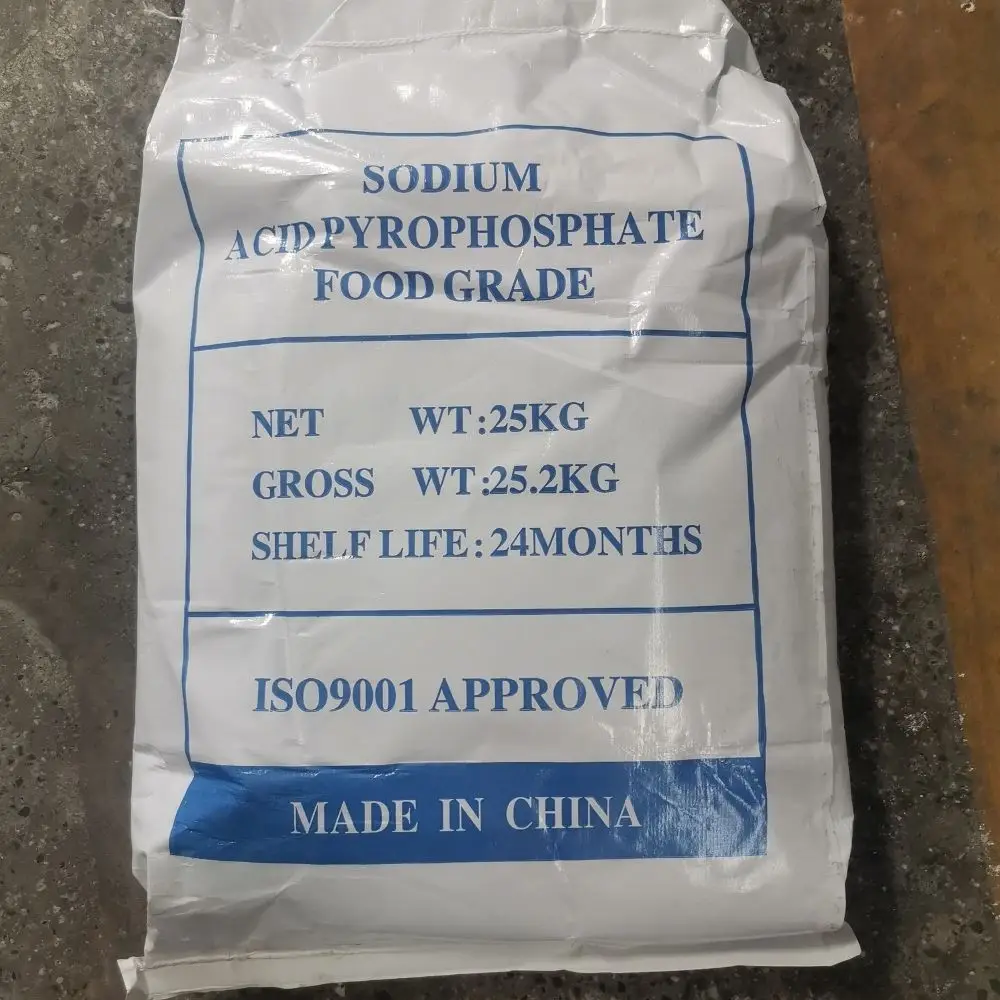 SODIUM
ACID PYROPHOSPHATE
FOOD GRADE
NET WT:25KG
GROSS WT:25.2KG
SHELF LIFE: 24MONTHS
ISO9001 APPROVED
MADE IN CHINA